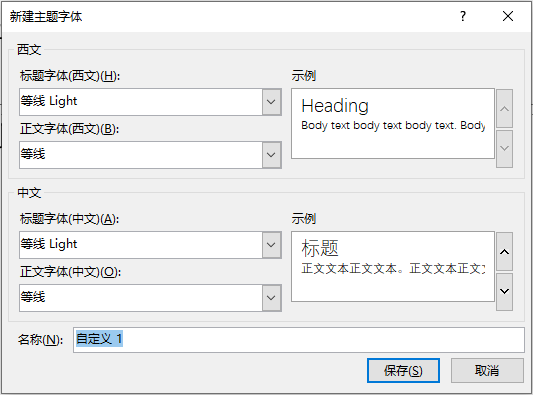 新建主题字体
?
西文
标题字体(西文)(H):
示例
等线 Light
Heading
Body text body text body text. Body
正文字体(西文)(B):
等线
中文
标题字体(中文)(A):
示例
等线 Light
标题
正文文本正文文本。正文文本正文
正文字体(中文)(O):
等线
名称(N):
自定义 1
保存(S)
取消